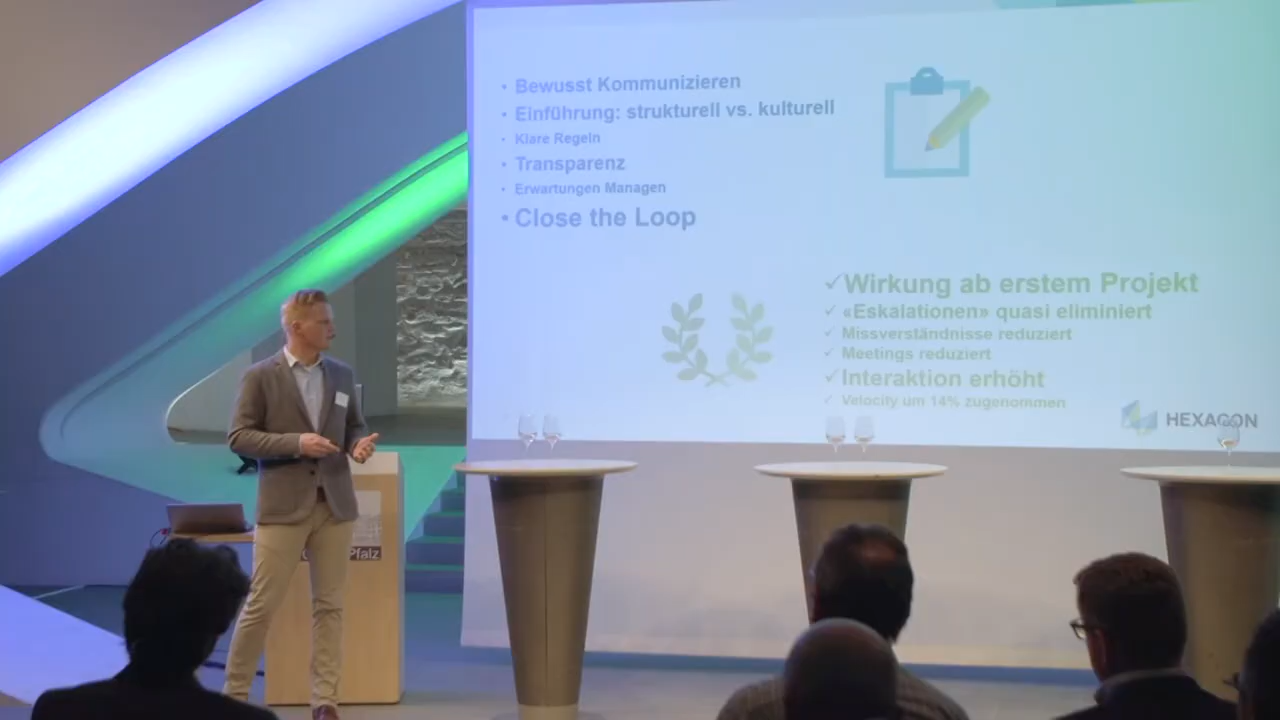 • Bewusst Kommunizieren
• Einführung: strukturell vs. kulturell
• Klare Regeln
• Transparenz
• Erwartungen Managen
• Close the Loop
✓Wirkung ab erstem Projekt
✓ «Eskalationen» quasi eliminiert
✓ Missverständnisse reduziert
✓ Meetings reduziert
✓Interaktion erhöht
✓ Velocity um 14% zugenommen
HEXAGON
Pfalz